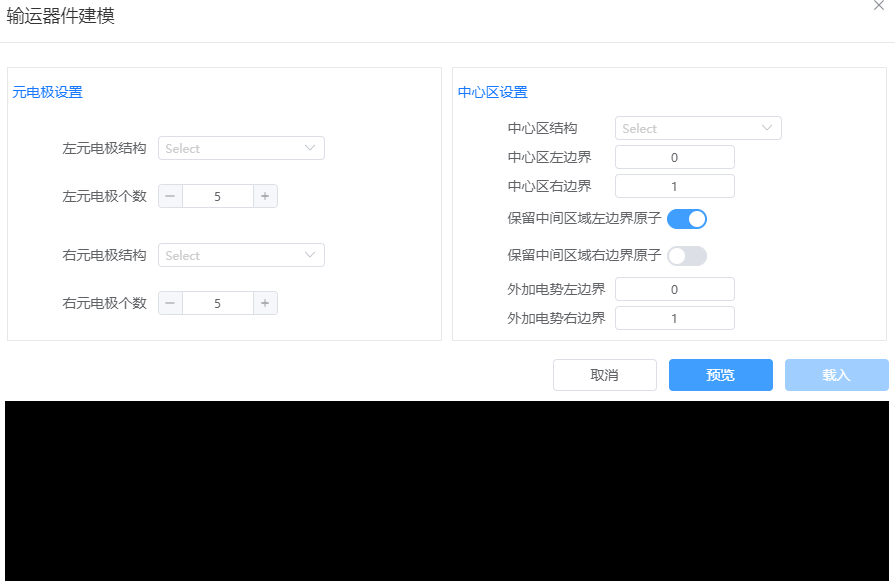 输运器件建模
元电极设置
左元电极结构 Select
左元电极个数 − 5 +
右元电极结构 Select
右元电极个数 − 5 +
中心区设置
中心区结构 Select
中心区左边界 0
中心区右边界 1
保留中间区域左边界原子
保留中间区域右边界原子
外加电势左边界 0
外加电势右边界 1
取消 预览 载入